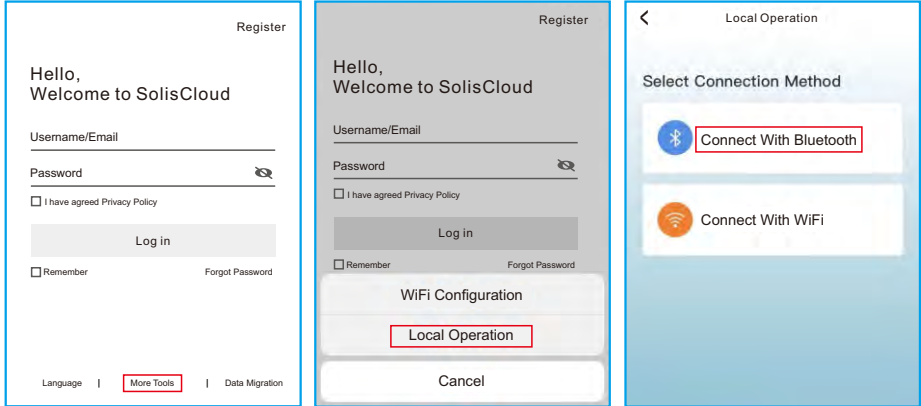 Register
Hello,
Welcome to SolisCloud
Username/Email
Password
I have agreed Privacy Policy
Log in
Remember Forgot Password
Language | More Tools | Data Migration
Register
Hello,
Welcome to SolisCloud
Username/Email
Password
I have agreed Privacy Policy
Log in
Remember Forgot Password
WiFi Configuration
Local Operation
Cancel
Local Operation
Select Connection Method
Connect With Bluetooth
Connect With WiFi